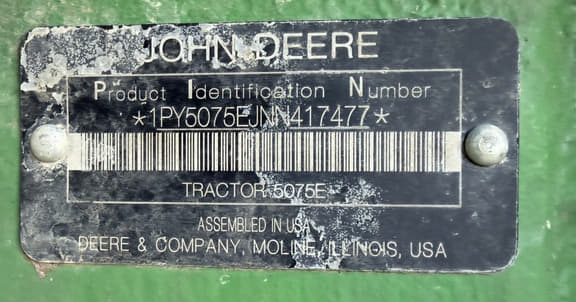 JOHN DEERE
Product Identification Number
*1PY5075EJNN417477*
TRACTOR 5075E
ASSEMBLED IN USA
DEERE & COMPANY, MOLINE, ILLINOIS, USA